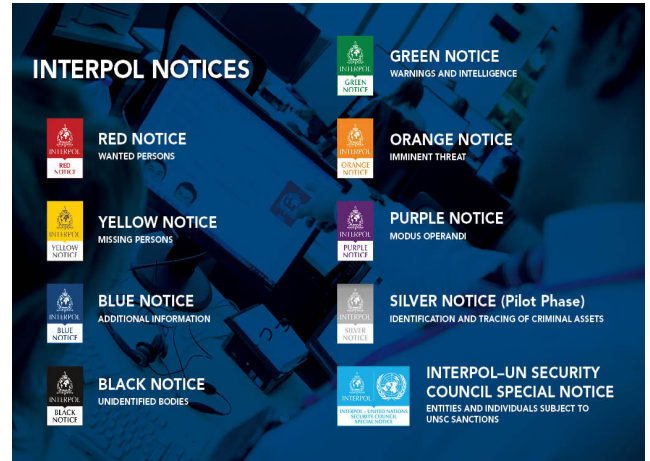 INTERPOL NOTICES
INTERPOL
RED
NOTICE
RED NOTICE
WANTED PERSONS
INTERPOL
YELLOW
NOTICE
YELLOW NOTICE
MISSING PERSONS
INTERPOL
BLUE
NOTICE
BLUE NOTICE
ADDITIONAL INFORMATION
INTERPOL
BLACK
NOTICE
BLACK NOTICE
UNIDENTIFIED BODIES
INTERPOL
GREEN
NOTICE
GREEN NOTICE
WARNINGS AND INTELLIGENCE
INTERPOL
ORANGE
NOTICE
ORANGE NOTICE
IMMINENT THREAT
INTERPOL
PURPLE
NOTICE
PURPLE NOTICE
MODUS OPERANDI
INTERPOL
SILVER
NOTICE
SILVER NOTICE (Pilot Phase)
IDENTIFICATION AND TRACING OF CRIMINAL ASSETS
INTERPOL
INTERPOL - UNITED NATIONS
SECURITY COUNCIL
SPECIAL NOTICE
INTERPOL–UN SECURITY
COUNCIL SPECIAL NOTICE
ENTITIES AND INDIVIDUALS SUBJECT TO
UNSC SANCTIONS